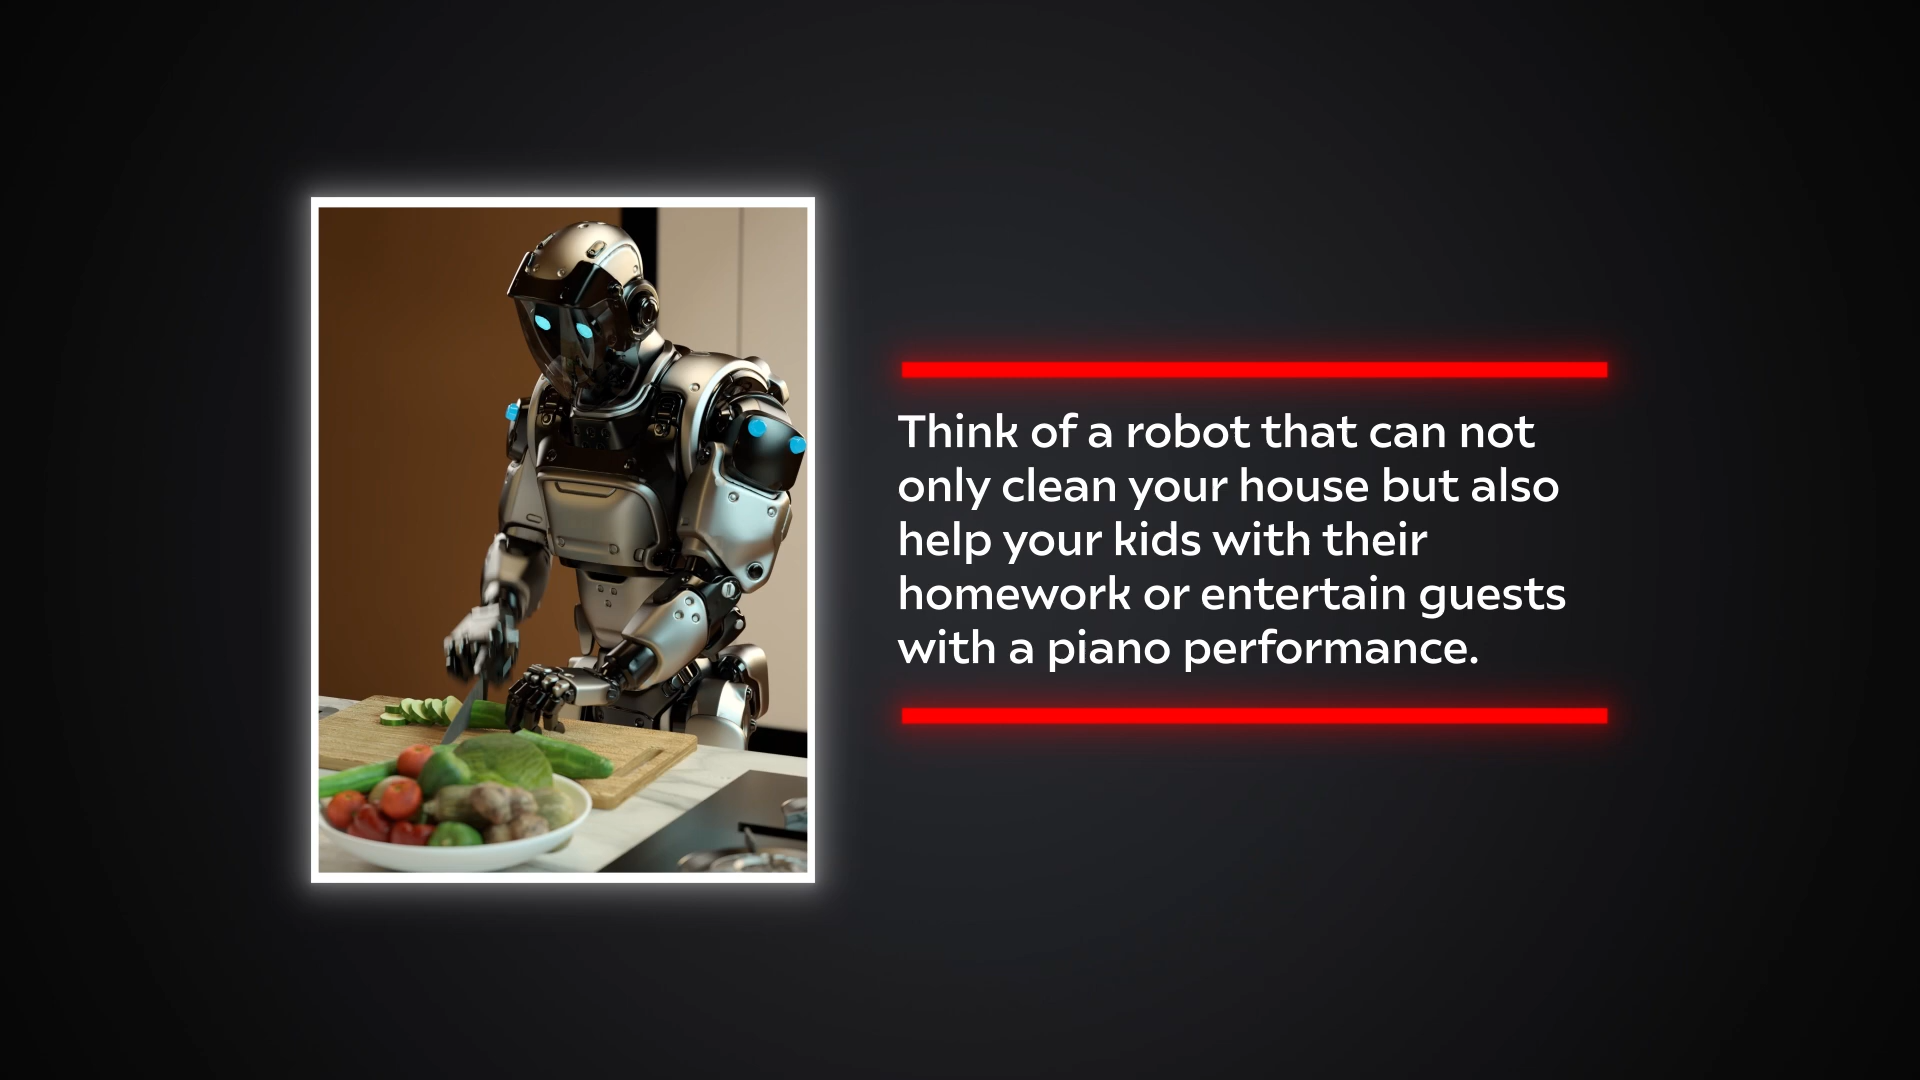 Think of a robot that can not
only clean your house but also
help your kids with their
homework or entertain guests
with a piano performance.